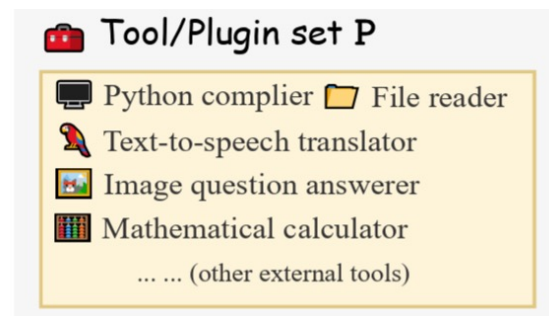 Tool/Plugin set P
Python complier File reader
Text-to-speech translator
Image question answerer
Mathematical calculator
... ... (other external tools)